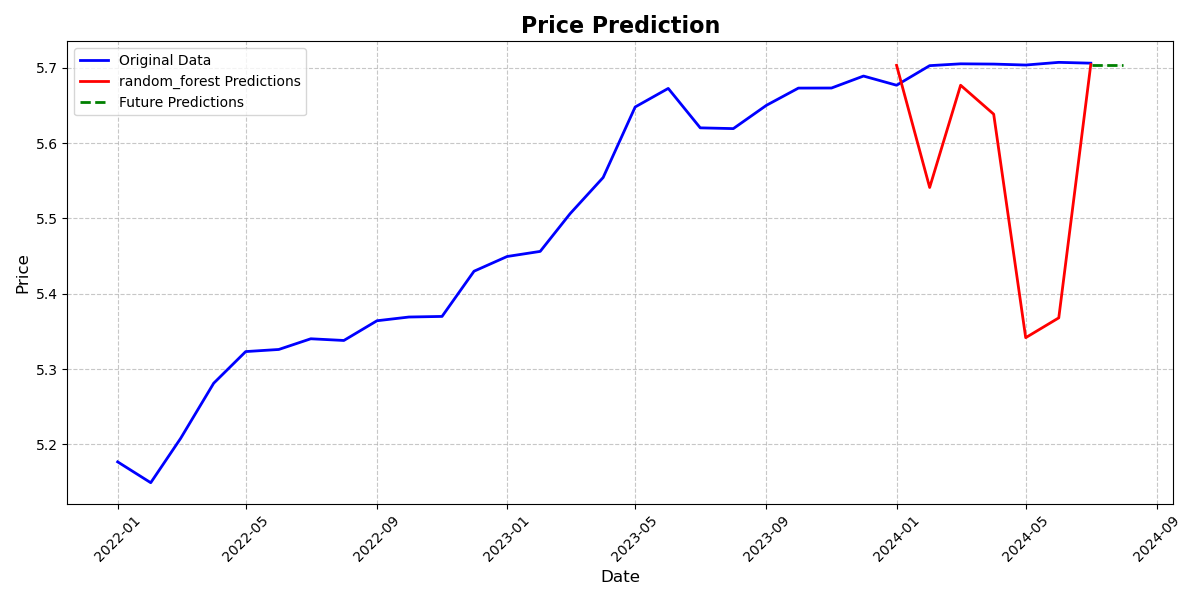 Price Prediction
Original Data
random_forest Predictions
Future Predictions
Price
5.7
5.6
5.5
5.4
5.3
5.2
2022-01
2022-05
2022-09
2023-01
2023-05
2023-09
2024-01
2024-05
2024-09
Date